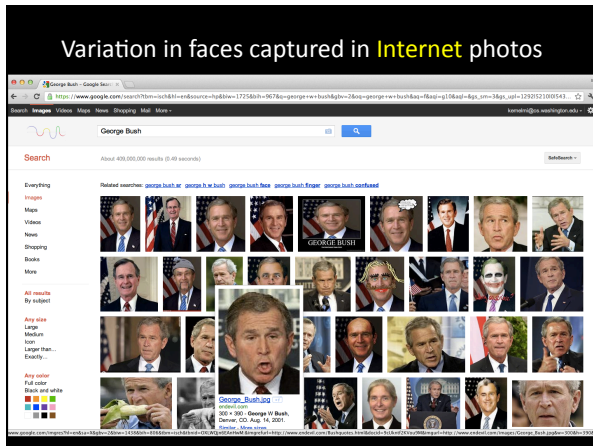 Variation in faces captured in Internet photos
George Bush – Google Sear
https://www.google.com/search?tbm=isch&hl=en&source=hp&biw=1725&bih=967&q=george+w+bush&gbv=2&oq=george+w+bush&aq=f&aqi=g10&aql=&gs_sm=3&gs_upl=
Search Images Videos Maps News Shopping Mail More
kemelmi@cs.washington.edu
George Bush
Search
About 409,000,000 results (0.49 seconds)
SafeSearch
Everything
Related searches: george bush sr george h w bush george bush face george bush finger george bush confused
Images
Maps
Videos
News
Shopping
Books
More
GEORGE BUSH
All results
By subject
Any size
Large
Medium
Icon
Larger than...
Exactly...
Any color
Full color
Black and white
George_Bush.jpg
endevil.com
300 × 390 - George W Bush,
Denver, CO. Aug. 14, 2001.
Similar - More sizes